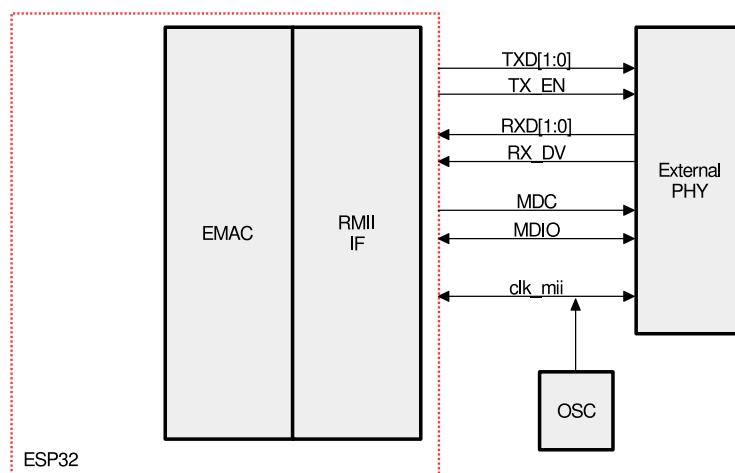 TXD[1:0]
TX_EN
RXD[1:0]
RX_DV
MDC
MDIO
clk_mii
EMAC
RMII
IF
External
PHY
OSC
ESP32